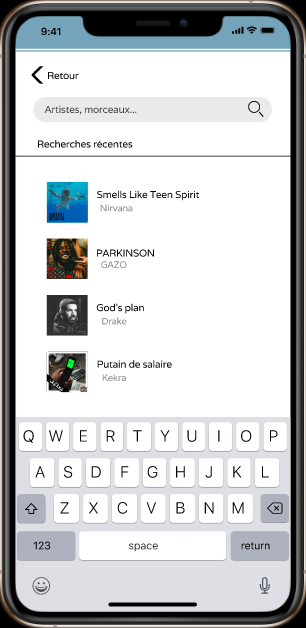 9:41
Retour
Artistes, morceaux...
Recherches récentes
Smells Like Teen Spirit
Nirvana
PARKINSON
GAZO
God's plan
Drake
Putain de salaire
Kekra
Q W E R T Y U I O P
A S D F G H J K L
Z X C V B N M
123 space return